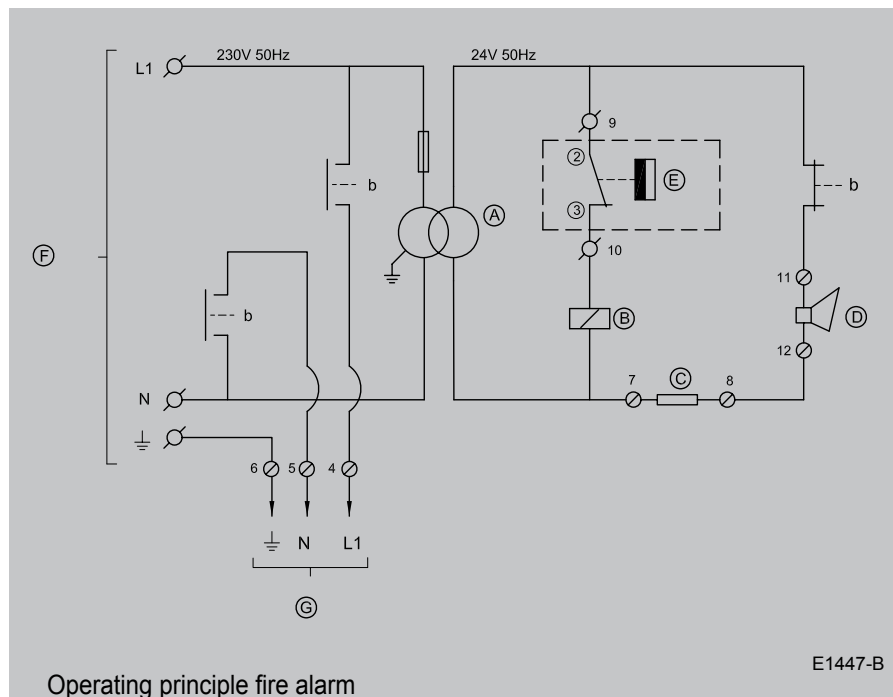 230V 50Hz 24V 50Hz
L1
9
2
b E b
A
3
F 10
11
b B D
12
7 C 8
N
6 5 4
N L1
G
E1447-B
Operating principle fire alarm